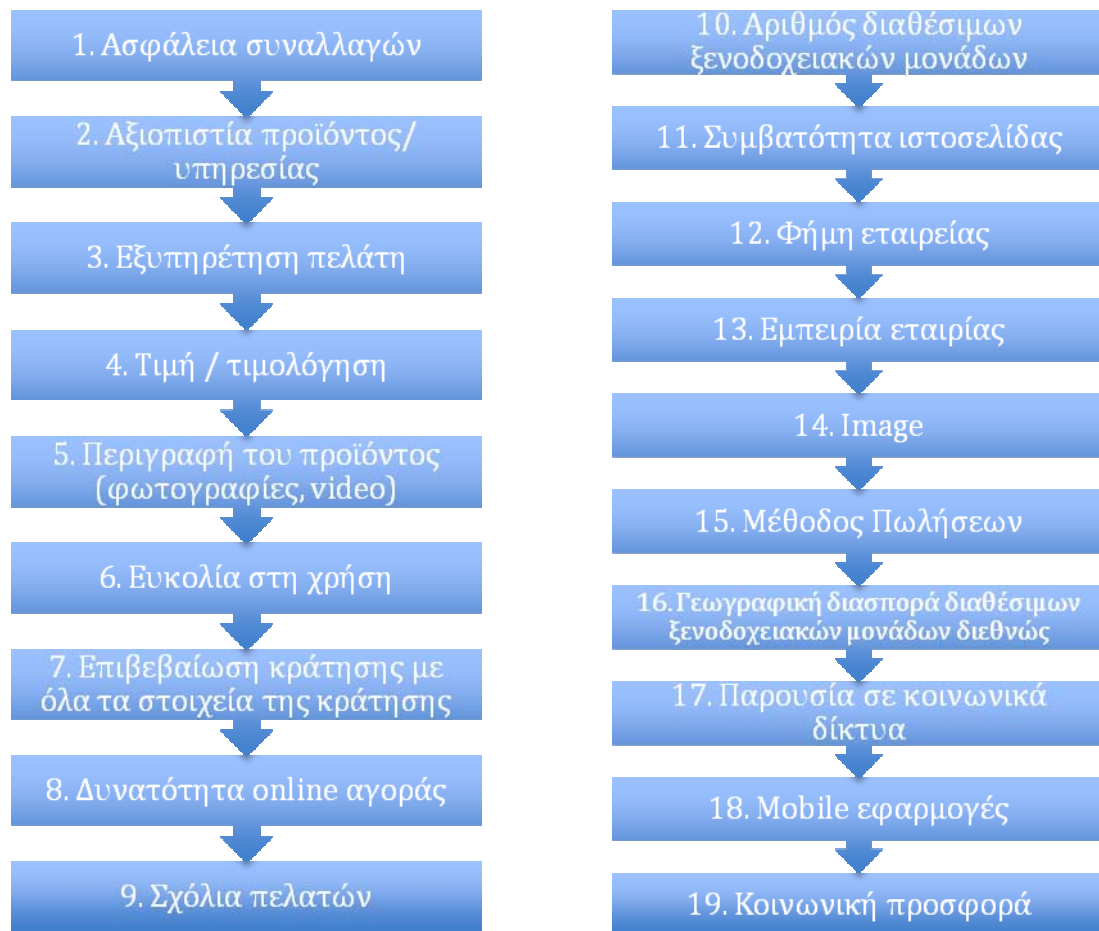 1. Ασφάλεια συναλλαγών
2. Αξιοπιστία προϊόντος/
υπηρεσίας
3. Εξυπηρέτηση πελάτη
4. Τιμή / τιμολόγηση
5. Περιγραφή του προϊόντος
(φωτογραφίες, video)
6. Ευκολία στη χρήση
7. Επιβεβαίωση κράτησης με
όλα τα στοιχεία της κράτησης
8. Δυνατότητα online αγοράς
9. Σχόλια πελατών
10. Αριθμός διαθέσιμων
ξενοδοχειακών μονάδων
11. Συμβατότητα ιστοσελίδας
12. Φήμη εταιρείας
13. Εμπειρία εταιρίας
14. Image
15. Μέθοδος Πωλήσεων
16. Γεωγραφική διασπορά διαθέσιμων
ξενοδοχειακών μονάδων διεθνώς
17. Παρουσία σε κοινωνικά
δίκτυα
18. Mobile εφαρμογές
19. Κοινωνική προσφορά